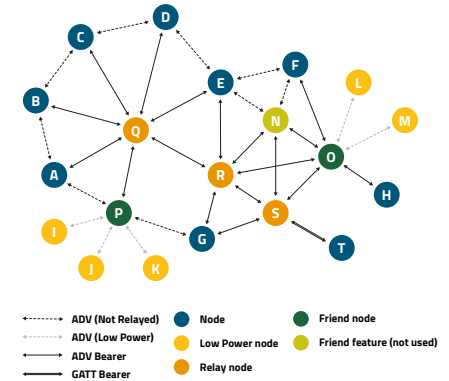 D
C
F
E
L
B
N
M
Q
O
A
R
H
P
S
I
G
T
J
K
ADV (Not Relayed)
Node
Friend node
ADV (Low Power)
Low Power node
Friend feature (not used)
ADV Bearer
Relay node
GATT Bearer